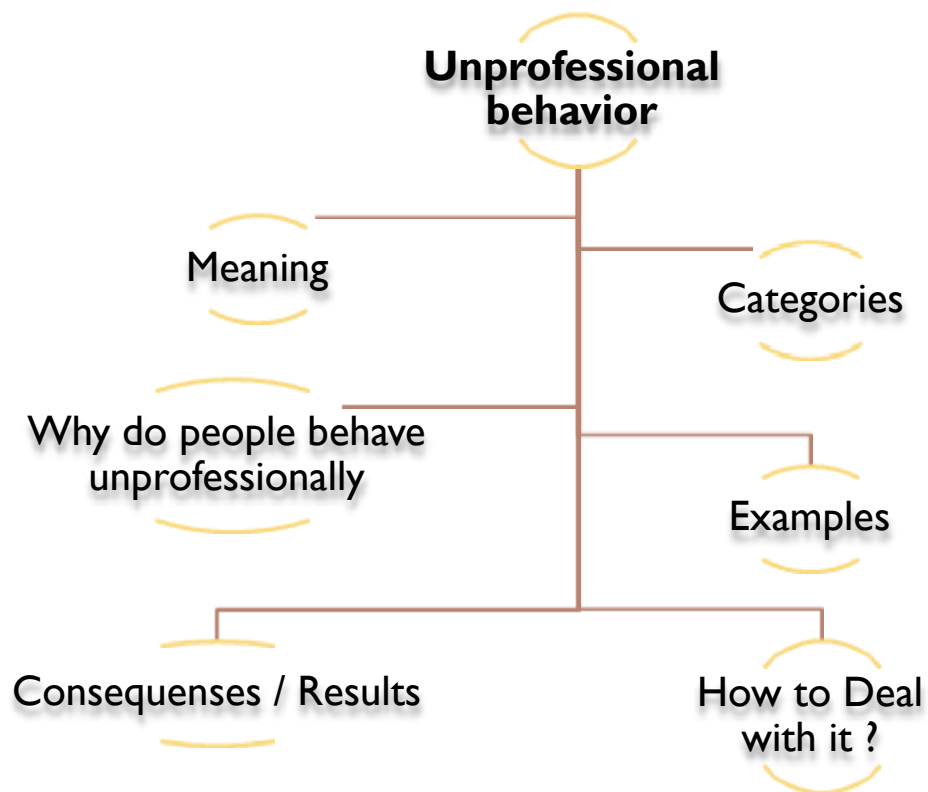 Unprofessional
behavior
Meaning
Categories
Why do people behave
unprofessionally
Examples
Consequenses / Results
How to Deal
with it ?